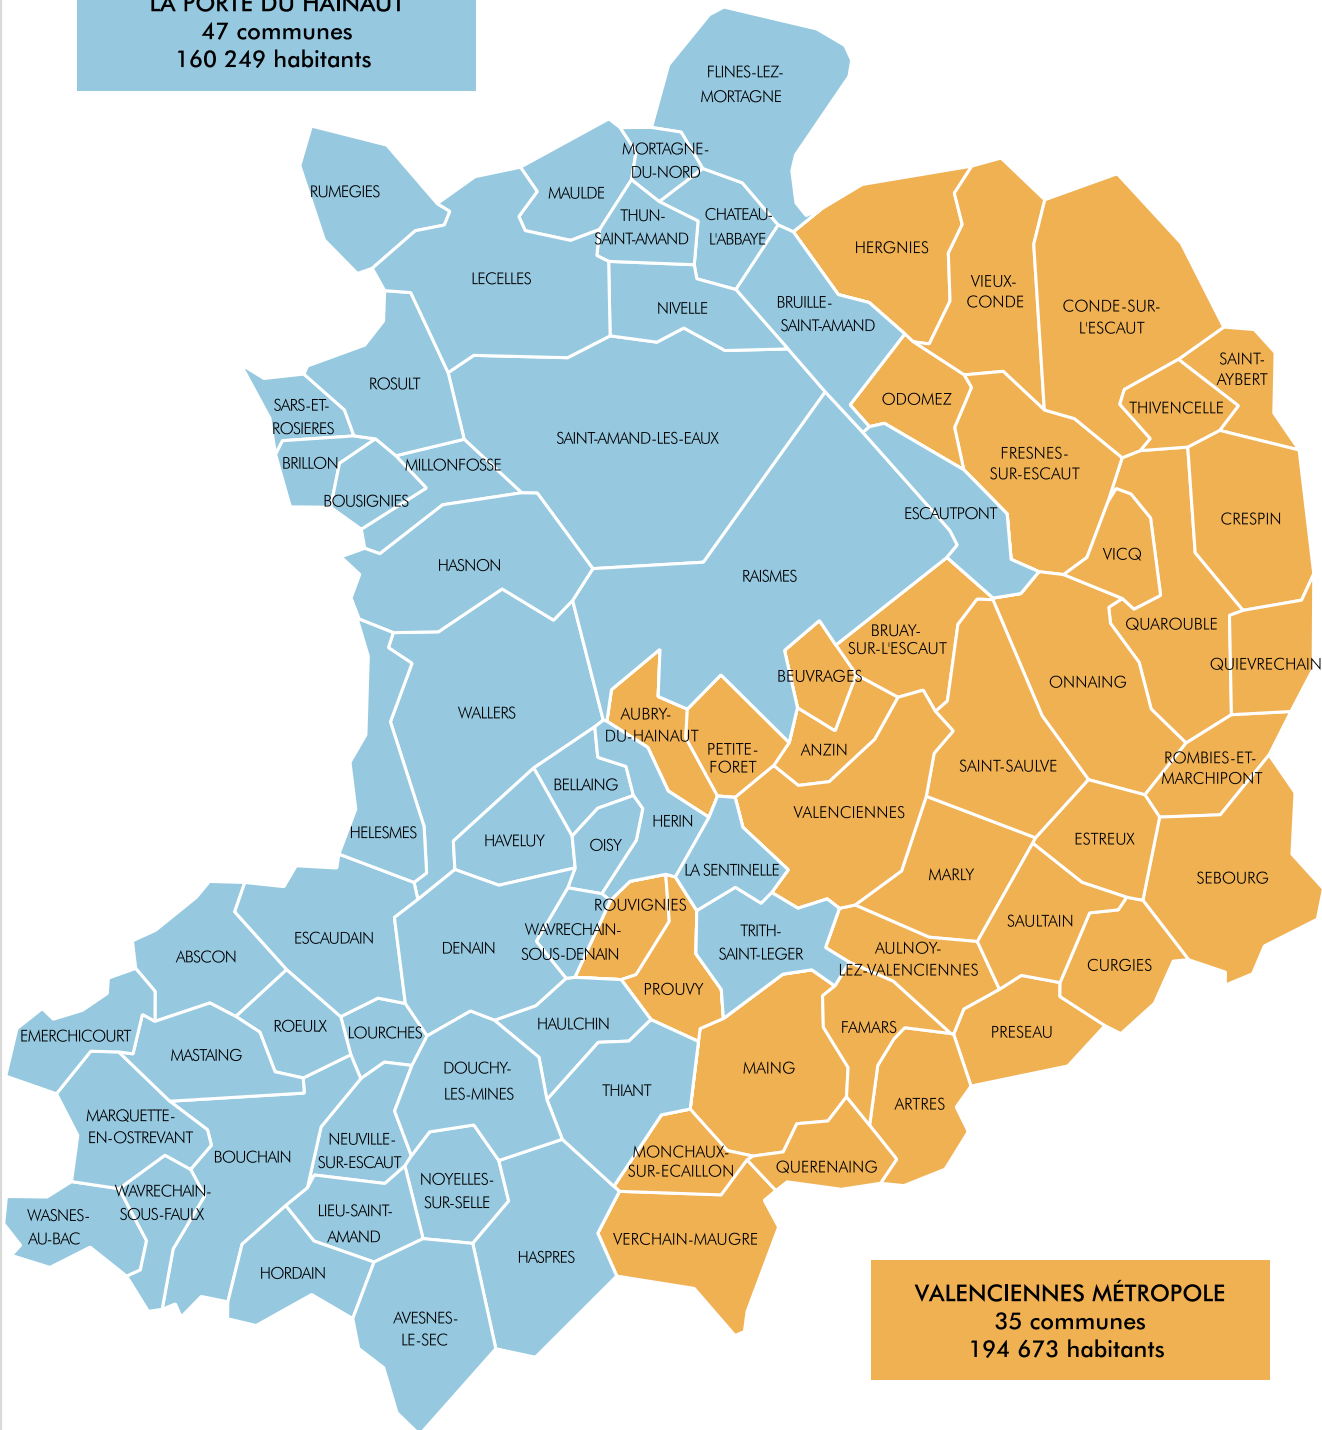 LA PORTE DU HAINAUT
47 communes
160 249 habitants
FLINES-LEZ-
MORTAGNE
MORTAGNE-
DU-NORD
RUMEGIES
MAULDE
THUN-
SAINT-AMAND
CHATEAU-
L'ABBAYE
HERGNIES
LECELLES
VIEUX-
CONDE
NIVELLE
BRUILLE-
SAINT-AMAND
CONDE-SUR-
L'ESCAUT
SAINT-
AYBERT
ROSULT
ODOMEZ
THIVENCELLE
SARS-ET-
ROSIERES
SAINT-AMAND-LES-EAUX
BRILLON
MILLONFOSSE
FRESNES-
SUR-ESCAUT
BOUSIGNIES
ESCAUTPONT
CRESPIN
VICQ
HASNON
RAISMES
QUAROUBLE
BRUAY-
SUR-L'ESCAUT
QUIEVRECHAIN
BEUVRAGES
ONNAING
WALLERS
AUBRY-
DU-HAINAUT
PETITE-
FORET
ANZIN
SAINT-SAULVE
ROMBIES-ET-
MARCHIPONT
BELLAING
VALENCIENNES
HERIN
HELESMES
HAVELUY
OISY
ESTREUX
LA SENTINELLE
MARLY
SEBOURG
ROUVIGNIES
SAULTAIN
WAVRECHAIN-
SOUS-DENAIN
TRITH-
SAINT-LEGER
ESCAUDAIN
DENAIN
AULNOY-
LEZ-VALENCIENNES
ABSCON
CURGIES
PROUVY
HAULCHIN
FAMARS
PRESEAU
EMERCHICOURT
ROEULX
LOURCHES
MASTAING
DOUCHY-
LES-MINES
MAING
THIANT
ARTRES
MARQUETTE-
EN-OSTREVANT
NEUVILLE-
SUR-ESCAUT
BOUCHAIN
MONCHAUX-
SUR-ECAILLON
QUERENAING
NOYELLES-
SUR-SELLE
WAVRECHAIN-
SOUS-FAULX
WASNES-
AU-BAC
LIEU-SAINT-
AMAND
VERCHAIN-MAUGRE
HASPRES
HORDAIN
AVESNES-
LE-SEC
VALENCIENNES MÉTROPOLE
35 communes
194 673 habitants